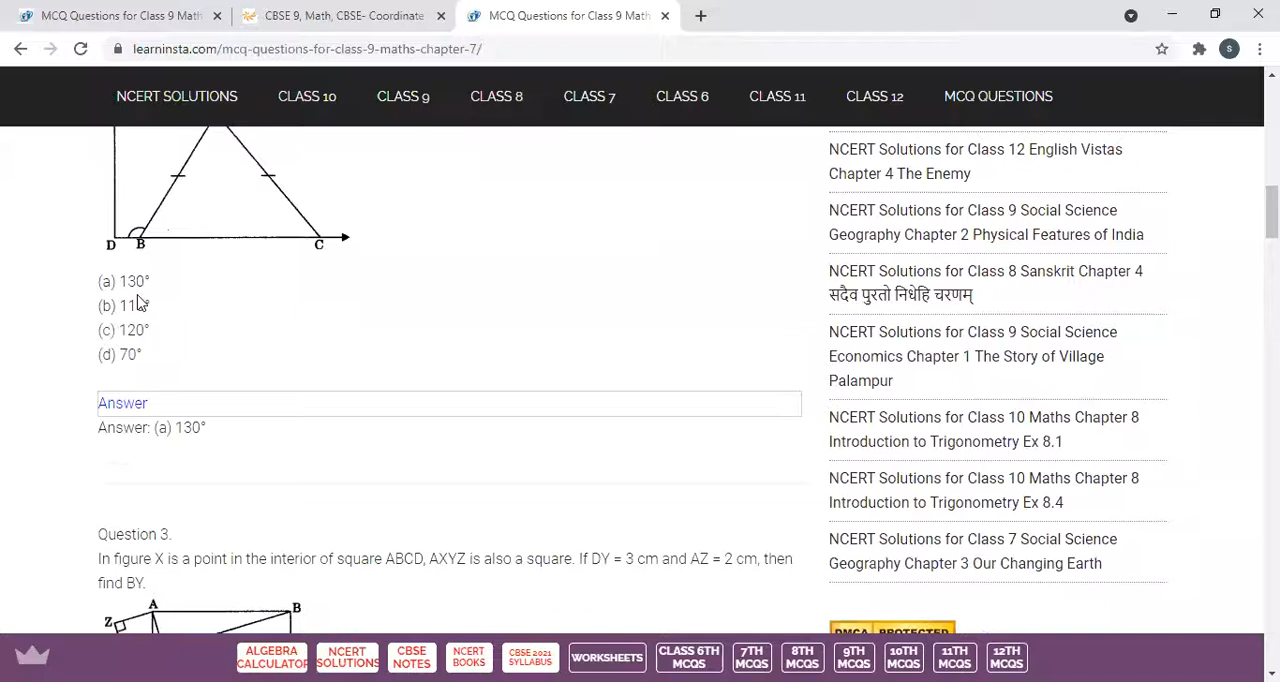 MCQ Questions for Class 9 Math
CBSE 9, Math, CBSE- Coordinate
MCQ Questions for Class 9 Math
learninsta.com/mcq-questions-for-class-9-maths-chapter-7/
S
NCERT SOLUTIONS
CLASS 10
CLASS 9
CLASS 8
CLASS 7
CLASS 6
CLASS 11
CLASS 12
MCQ QUESTIONS
D B C
(a) 130°
(b) 11
(c) 120°
(d) 70°
Answer
Answer: (a) 130°
Question 3.
In figure X is a point in the interior of square ABCD, AXYZ is also a square. If DY = 3 cm and AZ = 2 cm, then
find BY.
A B
Z
NCERT Solutions for Class 12 English Vistas
Chapter 4 The Enemy
NCERT Solutions for Class 9 Social Science
Geography Chapter 2 Physical Features of India
NCERT Solutions for Class 8 Sanskrit Chapter 4
सदैव पुरतो निधेहि चरणम्
NCERT Solutions for Class 9 Social Science
Economics Chapter 1 The Story of Village
Palampur
NCERT Solutions for Class 10 Maths Chapter 8
Introduction to Trigonometry Ex 8.1
NCERT Solutions for Class 10 Maths Chapter 8
Introduction to Trigonometry Ex 8.4
NCERT Solutions for Class 7 Social Science
Geography Chapter 3 Our Changing Earth
DMCA PROTECTED
ALGEBRA
CALCULATOR
NCERT
SOLUTIONS
CBSE
NOTES
NCERT
BOOKS
CBSE 2021
SYLLABUS
WORKSHEETS
CLASS 6TH
MCQS
7TH
MCQS
8TH
MCQS
9TH
MCQS
10TH
MCQS
11TH
MCQS
12TH
MCQS